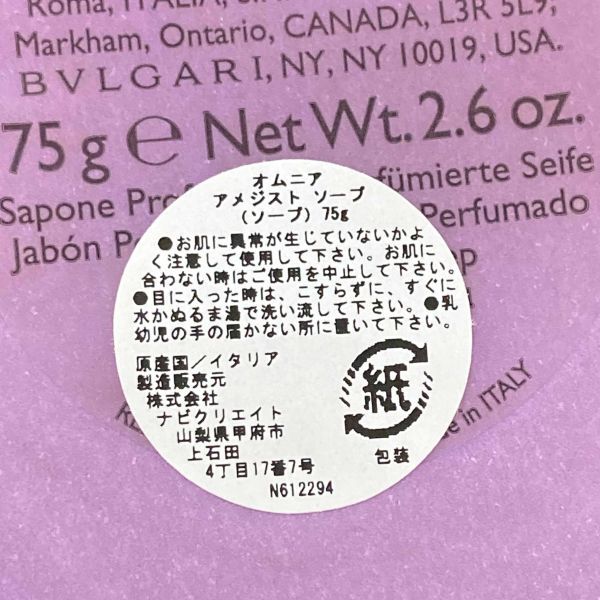 Roma, ITALIA,
Markham, Ontario, CANADA, L3R 5L9,
BVLGARI, NY, NY 10019, USA.
75g ℮ Net Wt. 2.6 oz.
Sapone fümierte Seife
Jabón Perfumado
オムニア
アメジスト ソープ
(ソープ) 75g
●お肌に異常が生じていないかよ
く注意して使用して下さい。お肌に
合わない時はご使用を中止して下さい。
●目に入った時は、こすらずに、すぐに
水かぬるま湯で洗い流して下さい。●乳
幼児の手の届かない所に置いて下さい。
原産国/イタリア
製造販売元
株式会社
ナビクリエイト
山梨県甲府市
上石田
4丁目17番7号
N612294
紙
包装
in ITALY